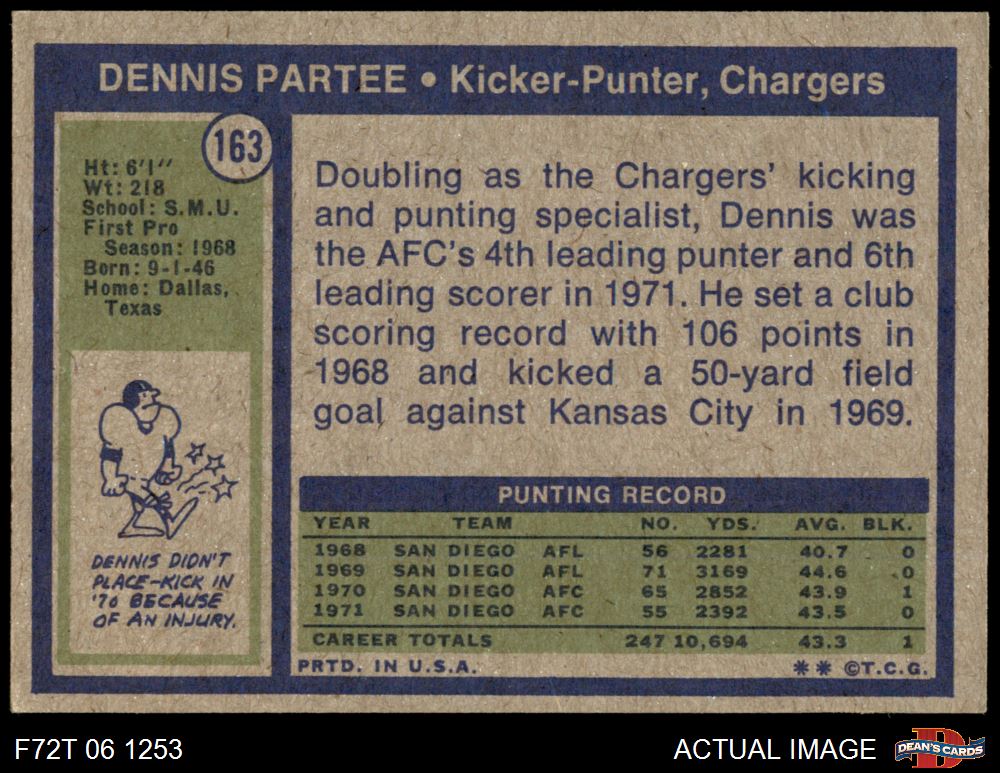 DENNIS PARTEE • Kicker-Punter, Chargers
163
Ht: 6'1"
Wt: 218
School: S.M.U.
First Pro
Season: 1968
Born: 9-1-46
Home: Dallas,
Texas
DENNIS DIDN'T
PLACE-KICK IN
'70 BECAUSE
OF AN INJURY.
Doubling as the Chargers' kicking
and punting specialist, Dennis was
the AFC's 4th leading punter and 6th
leading scorer in 1971. He set a club
scoring record with 106 points in
1968 and kicked a 50-yard field
goal against Kansas City in 1969.
PUNTING RECORD
YEAR TEAM NO. YDS. AVG. BLK.
1968 SAN DIEGO AFL 56 2281 40.7 0
1969 SAN DIEGO AFL 71 3169 44.6 0
1970 SAN DIEGO AFC 65 2852 43.9 1
1971 SAN DIEGO AFC 55 2392 43.5 0
CAREER TOTALS 247 10,694 43.3 1
PRTD. IN U.S.A. ** ©T.C.G.
F72T 06 1253 ACTUAL IMAGE D DEAN'S CARDS